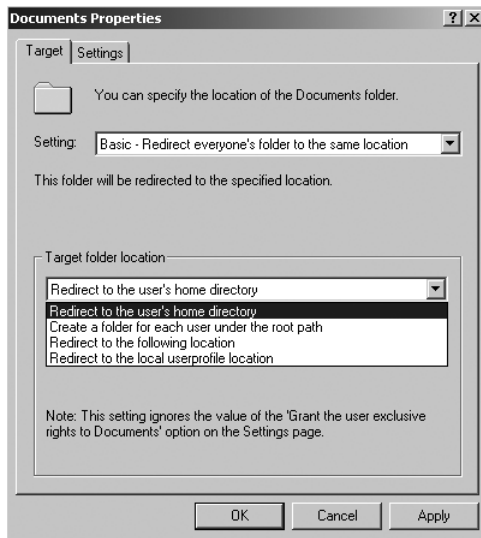 Documents Properties
Target Settings
You can specify the location of the Documents folder.
Setting: Basic - Redirect everyone's folder to the same location
This folder will be redirected to the specified location.
Target folder location
Redirect to the user's home directory
Redirect to the user's home directory
Create a folder for each user under the root path
Redirect to the following location
Redirect to the local userprofile location
Note: This setting ignores the value of the 'Grant the user exclusive
rights to Documents' option on the Settings page.
OK Cancel Apply